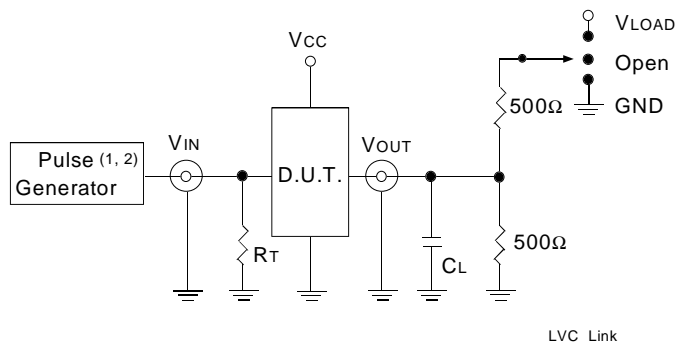 VLOAD
VCC
Open
500Ω
GND
VIN
VOUT
Pulse (1, 2)
Generator
D.U.T.
RT
CL
500Ω
LVC Link